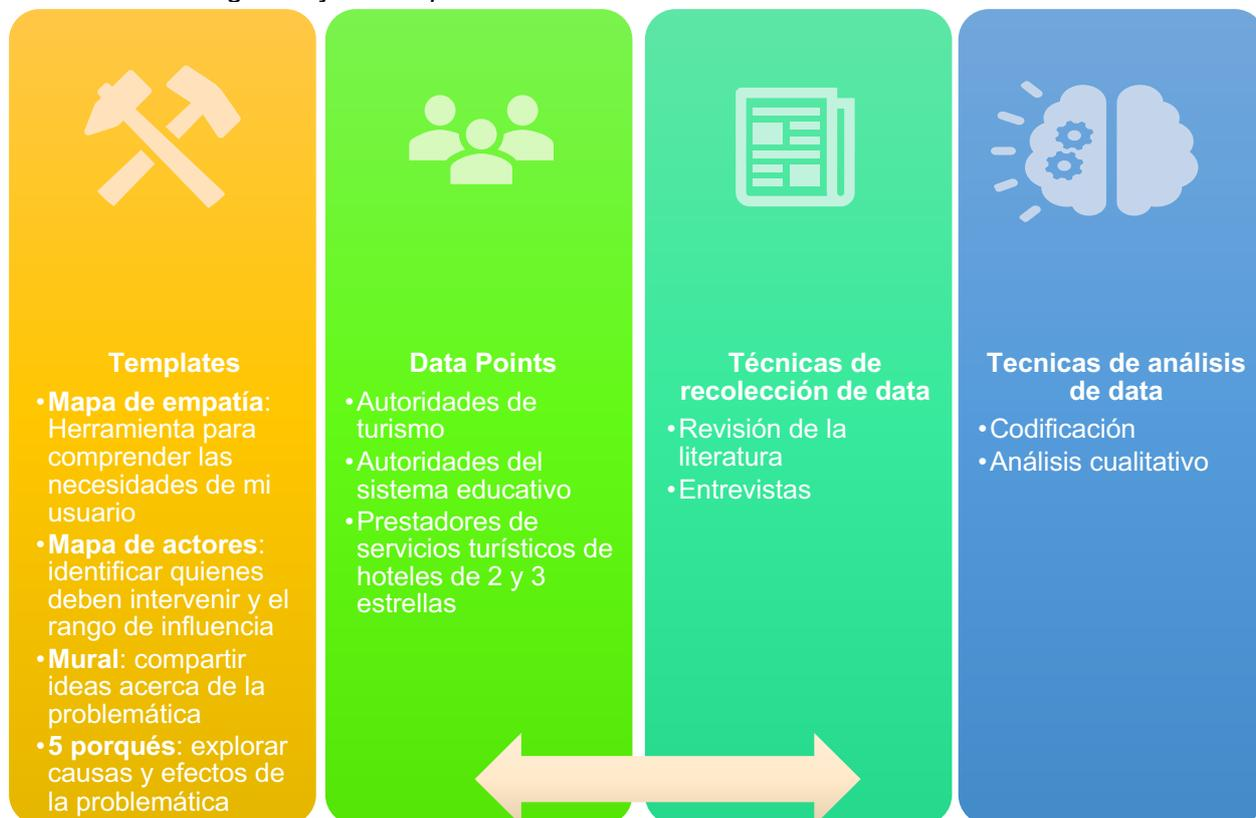 Templates
•Mapa de empatía:
Herramienta para
comprender las
necesidades de mi
usuario
•Mapa de actores:
identificar quienes
deben intervenir y el
rango de influencia
•Mural: compartir
ideas acerca de la
problemática
•5 porqués: explorar
causas y efectos de
la problemática
Data Points
•Autoridades de
turismo
•Autoridades del
sistema educativo
•Prestadores de
servicios turísticos de
hoteles de 2 y 3
estrellas
Técnicas de
recolección de data
•Revisión de la
literatura
•Entrevistas
Tecnicas de análisis
de data
•Codificación
•Análisis cualitativo